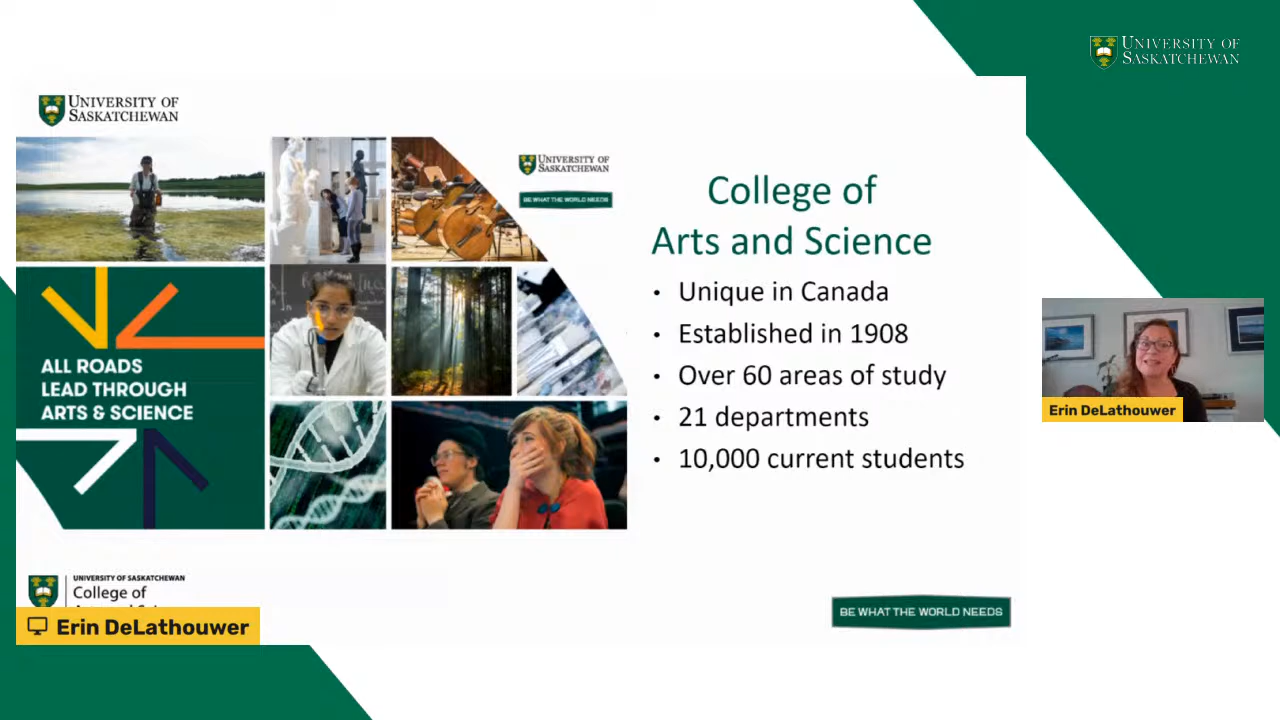 UNIVERSITY OF
SASKATCHEWAN
UNIVERSITY OF
SASKATCHEWAN
UNIVERSITY OF
SASKATCHEWAN
BE WHAT THE WORLD NEEDS
College of
Arts and Science
• Unique in Canada
• Established in 1908
• Over 60 areas of study
• 21 departments
• 10,000 current students
ALL ROADS
LEAD THROUGH
ARTS & SCIENCE
Erin DeLathouwer
UNIVERSITY OF SASKATCHEWAN
College of
Erin DeLathouwer
BE WHAT THE WORLD NEEDS